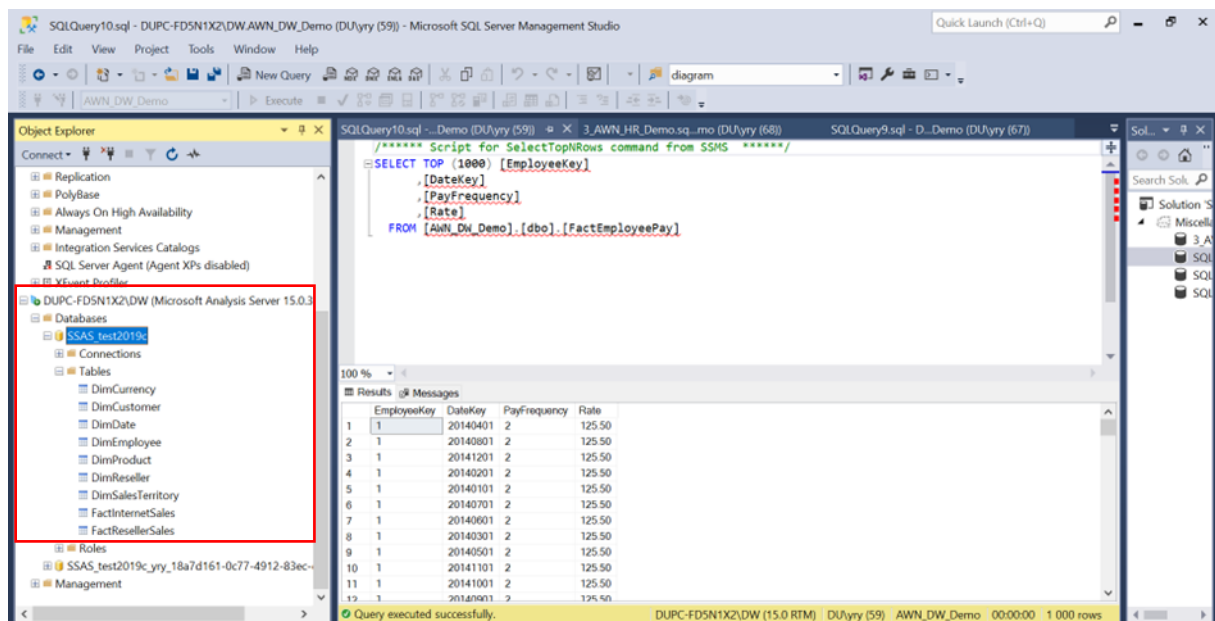 SQLQuery10.sql - DUPC-FD5N1X2\DW.AWN_DW_Demo (DU\yry (59)) - Microsoft SQL Server Management Studio
Quick Launch (Ctrl+Q)
File Edit View Project Tools Window Help
New Query
diagram
AWN_DW_Demo
Execute
Object Explorer
Connect
Replication
PolyBase
Always On High Availability
Management
Integration Services Catalogs
SQL Server Agent (Agent XPs disabled)
XEvent Profiler
DUPC-FD5N1X2\DW (Microsoft Analysis Server 15.0.3
Databases
SSAS_test2019c
Connections
Tables
DimCurrency
DimCustomer
DimDate
DimEmployee
DimProduct
DimReseller
DimSalesTerritory
FactInternetSales
FactResellerSales
Roles
SSAS_test2019c_yry_18a7d161-0c77-4912-83ec-
Management
SQLQuery10.sql -...Demo (DU\yry (59))
3_AWN_HR_Demo.sq...mo (DU\yry (68))
SQLQuery9.sql - D...Demo (DU\yry (67))
/****** Script for SelectTopNRows command from SSMS ******/
SELECT TOP (1000) [EmployeeKey]
,[DateKey]
,[PayFrequency]
,[Rate]
FROM [AWN_DW_Demo].[dbo].[FactEmployeePay]
100 %
Results Messages
EmployeeKey DateKey PayFrequency Rate
1 1 20140401 2 125.50
2 1 20140801 2 125.50
3 1 20141201 2 125.50
4 1 20140201 2 125.50
5 1 20140101 2 125.50
6 1 20140701 2 125.50
7 1 20140601 2 125.50
8 1 20140301 2 125.50
9 1 20140501 2 125.50
10 1 20141101 2 125.50
11 1 20141001 2 125.50
12 1 20140901 2 125.50
Query executed successfully.
DUPC-FD5N1X2\DW (15.0 RTM) DU\yry (59) AWN_DW_Demo 00:00:00 1 000 rows
Sol...
Search Solu
Solution 'S
Miscella
3_A
SQL
SQL
SQL